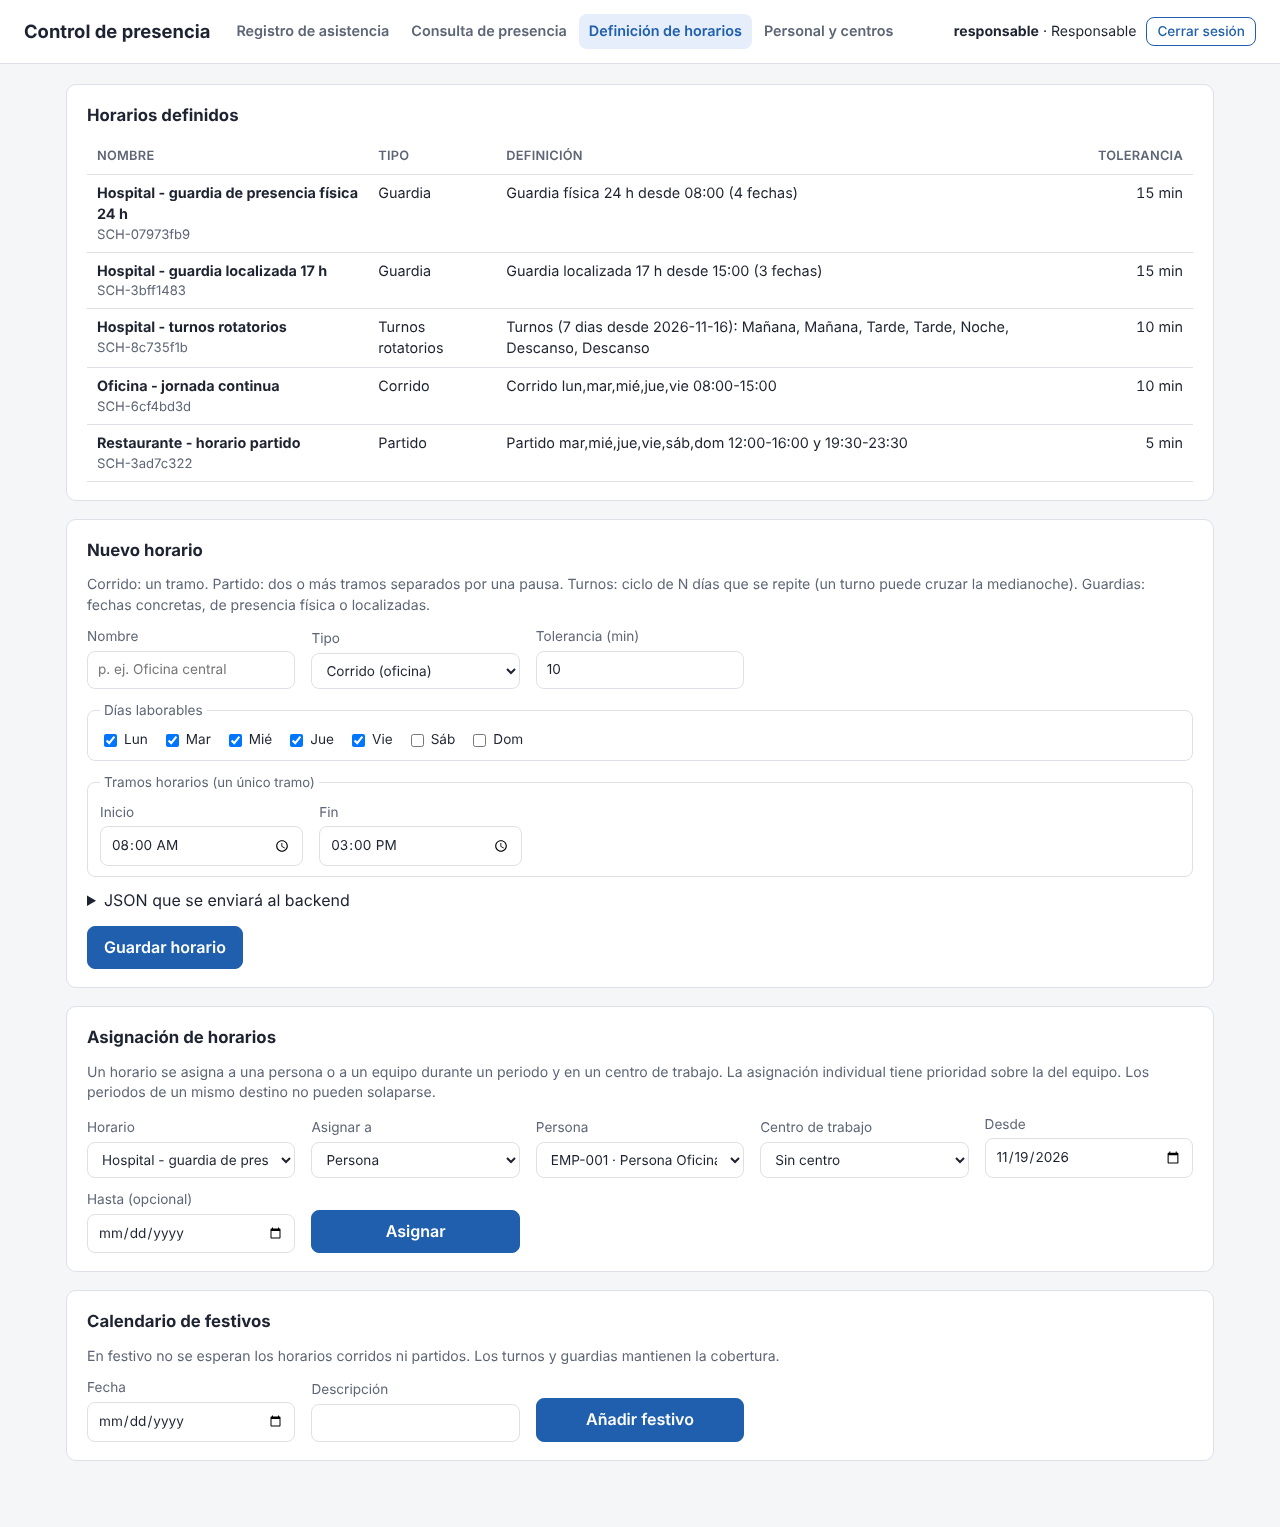 Control de presencia
Registro de asistencia
Consulta de presencia
Definición de horarios
Personal y centros
responsable · Responsable
Cerrar sesión
Horarios definidos
NOMBRE TIPO DEFINICIÓN TOLERANCIA
Hospital - guardia de presencia física 24 h
SCH-07973fb9
Guardia
Guardia física 24 h desde 08:00 (4 fechas)
15 min
Hospital - guardia localizada 17 h
SCH-3bff1483
Guardia
Guardia localizada 17 h desde 15:00 (3 fechas)
15 min
Hospital - turnos rotatorios
SCH-8c735f1b
Turnos
rotatorios
Turnos (7 dias desde 2026-11-16): Mañana, Mañana, Tarde, Tarde, Noche,
Descanso, Descanso
10 min
Oficina - jornada continua
SCH-6cf4bd3d
Corrido
Corrido lun,mar,mié,jue,vie 08:00-15:00
10 min
Restaurante - horario partido
SCH-3ad7c322
Partido
Partido mar,mié,jue,vie,sáb,dom 12:00-16:00 y 19:30-23:30
5 min
Nuevo horario
Corrido: un tramo. Partido: dos o más tramos separados por una pausa. Turnos: ciclo de N días que se repite (un turno puede cruzar la medianoche). Guardias:
fechas concretas, de presencia física o localizadas.
Nombre
p. ej. Oficina central
Tipo
Corrido (oficina)
Tolerancia (min)
10
Días laborables
Lun Mar Mié Jue Vie Sáb Dom
Tramos horarios (un único tramo)
Inicio
08:00 AM
Fin
03:00 PM
JSON que se enviará al backend
Guardar horario
Asignación de horarios
Un horario se asigna a una persona o a un equipo durante un periodo y en un centro de trabajo. La asignación individual tiene prioridad sobre la del equipo. Los
periodos de un mismo destino no pueden solaparse.
Horario
Hospital - guardia de pres
Asignar a
Persona
Persona
EMP-001 · Persona Oficina
Centro de trabajo
Sin centro
Desde
11/19/2026
Hasta (opcional)
mm/dd/yyyy
Asignar
Calendario de festivos
En festivo no se esperan los horarios corridos ni partidos. Los turnos y guardias mantienen la cobertura.
Fecha
mm/dd/yyyy
Descripción
Añadir festivo